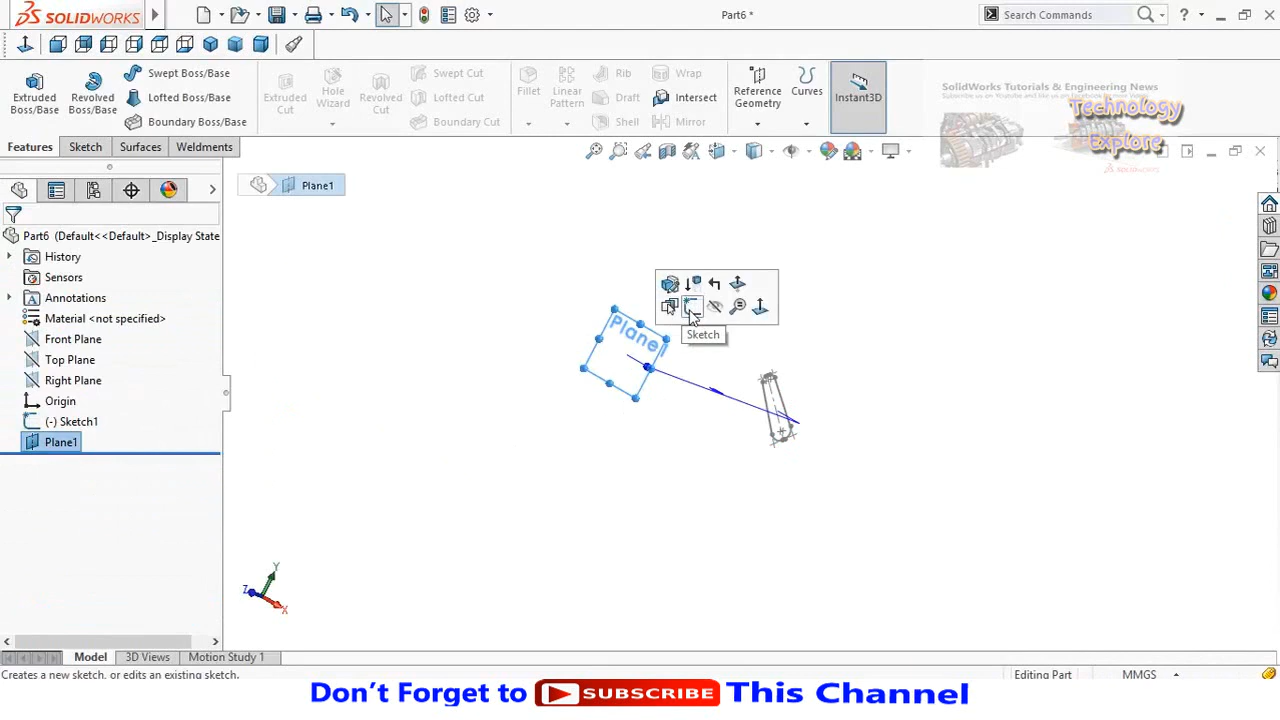 SOLIDWORKS
Part6 *
Search Commands
?
Extruded Boss/Base
Revolved Boss/Base
Swept Boss/Base
Lofted Boss/Base
Boundary Boss/Base
Extruded Cut
Hole Wizard
Revolved Cut
Swept Cut
Lofted Cut
Boundary Cut
Fillet
Linear Pattern
Rib
Draft
Shell
Wrap
Intersect
Mirror
Reference Geometry
Curves
Instant3D
SolidWorks Tutorials & Engineering News
Technology
Explore
SOLIDWORKS
Features
Sketch
Surfaces
Weldments
Plane1
Part6 (Default<<Default>_Display State
History
Sensors
Annotations
Material <not specified>
Front Plane
Top Plane
Right Plane
Origin
(-) Sketch1
Plane1
Plane1
Sketch
Y
Z
X
Model
3D Views
Motion Study 1
Creates a new sketch, or edits an existing sketch.
Editing Part
MMGS
Don't Forget to SUBSCRIBE This Channel